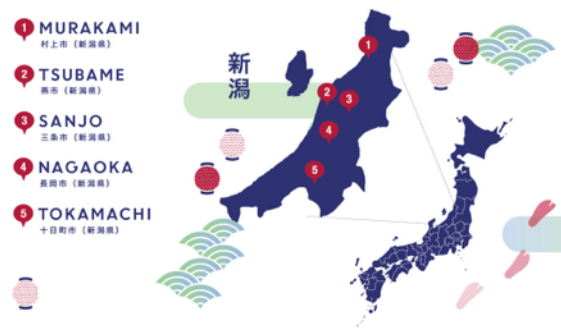 1 MURAKAMI
村上市（新潟県）
2 TSUBAME
燕市（新潟県）
3 SANJO
三条市（新潟県）
4 NAGAOKA
長岡市（新潟県）
5 TOKAMACHI
十日町市（新潟県）
新潟
1
2
3
4
5